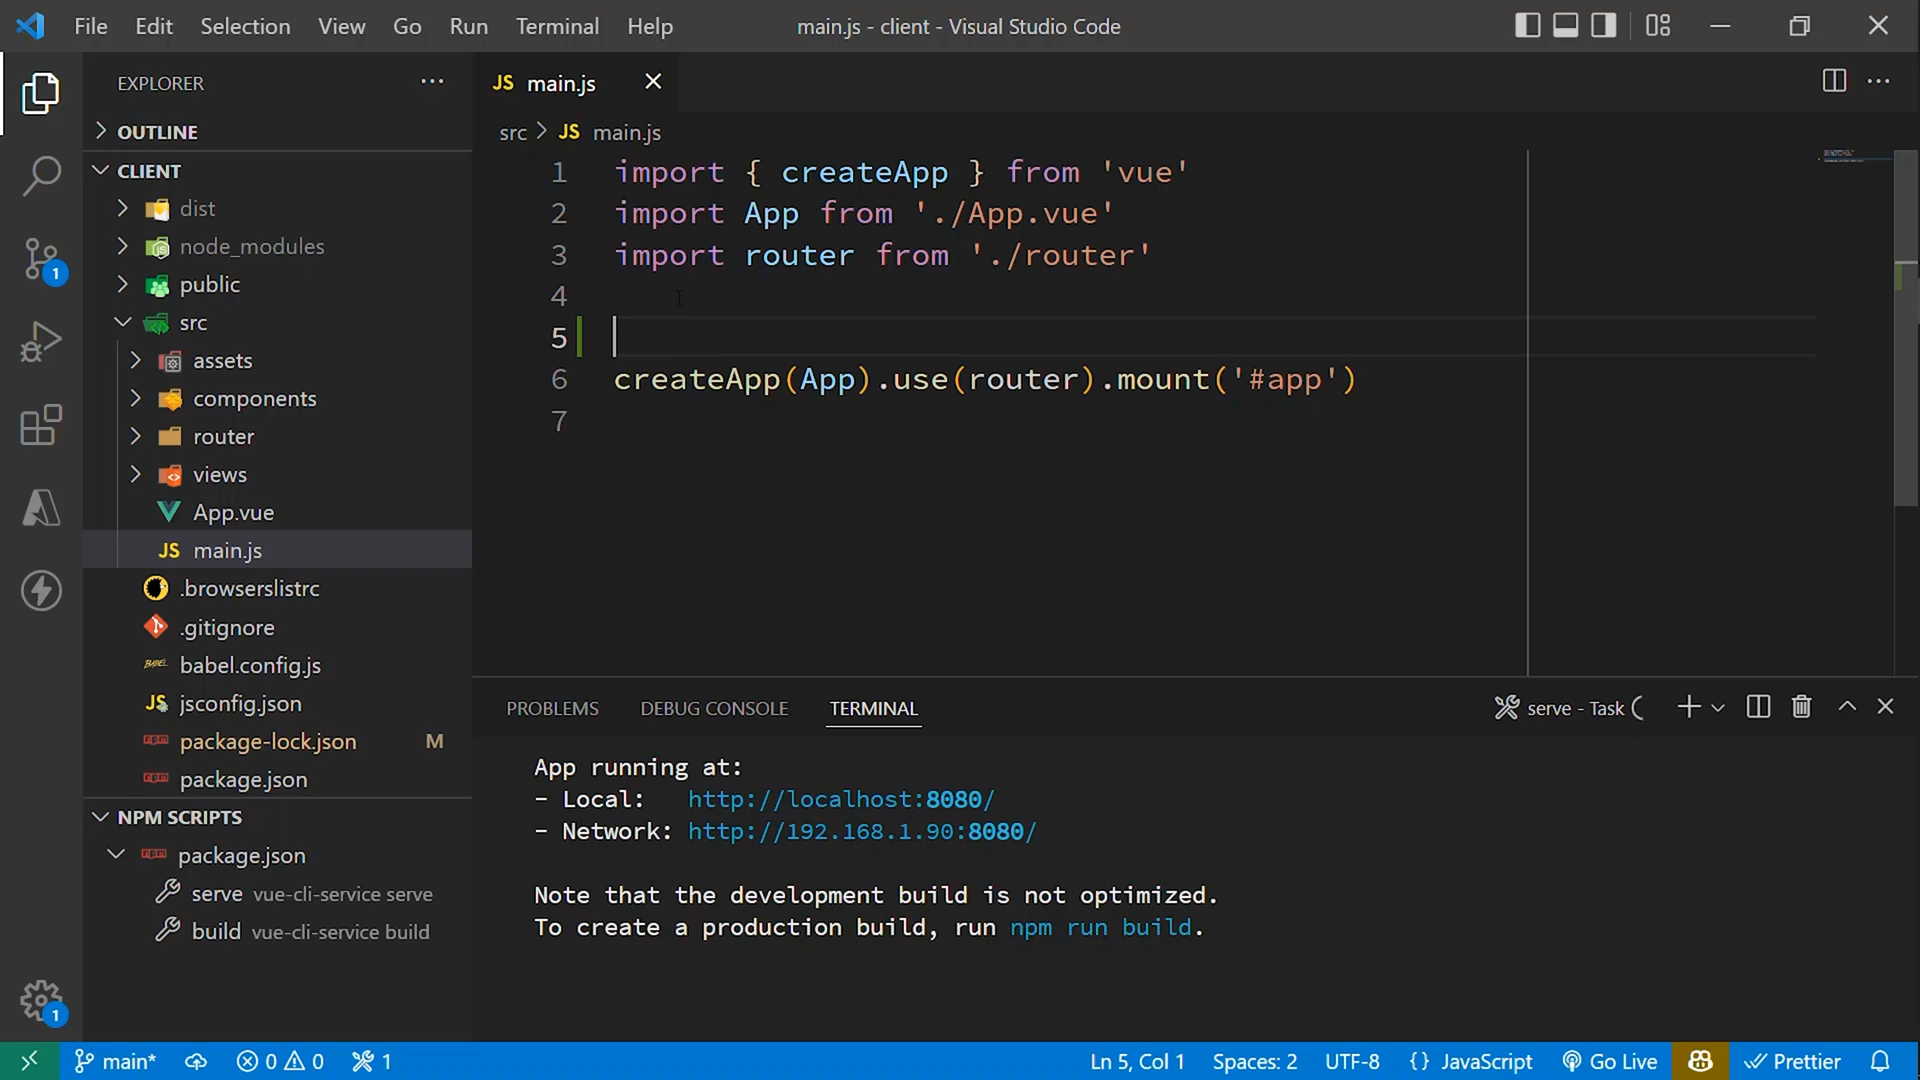 File Edit Selection View Go Run Terminal Help
main.js - client - Visual Studio Code
EXPLORER
OUTLINE
CLIENT
dist
node_modules
public
src
assets
components
router
views
App.vue
JS main.js
.browserslistrc
.gitignore
BABEL babel.config.js
JS jsconfig.json
package-lock.json M
package.json
NPM SCRIPTS
package.json
serve vue-cli-service serve
build vue-cli-service build
1
1
JS main.js
src > JS main.js
1 import { createApp } from 'vue'
2 import App from './App.vue'
3 import router from './router'
4
5
6 createApp(App).use(router).mount('#app')
7
PROBLEMS DEBUG CONSOLE TERMINAL
serve - Task
App running at:
- Local: http://localhost:8080/
- Network: http://192.168.1.90:8080/
Note that the development build is not optimized.
To create a production build, run npm run build.
main* 0 0 1
Ln 5, Col 1 Spaces: 2 UTF-8 {} JavaScript Go Live Prettier